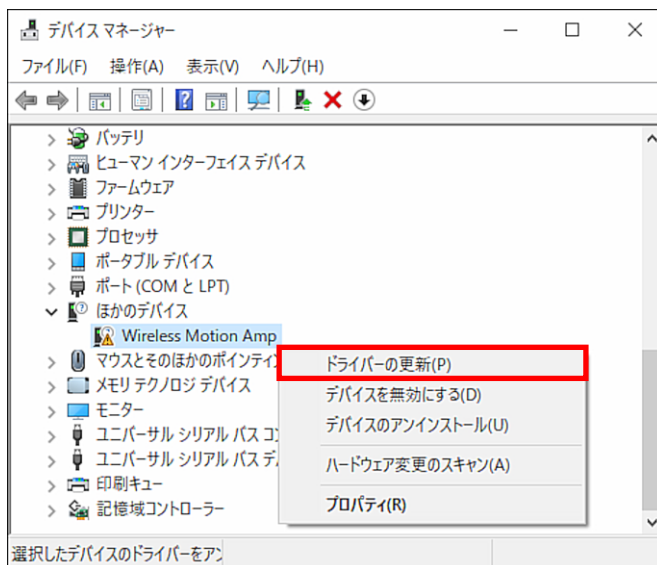 デバイス マネージャー
ファイル(F) 操作(A) 表示(V) ヘルプ(H)
バッテリ
ヒューマン インターフェイス デバイス
ファームウェア
プリンター
プロセッサ
ポータブル デバイス
ポート (COM と LPT)
ほかのデバイス
Wireless Motion Amp
マウスとそのほかのポインティン
メモリ テクノロジ デバイス
モニター
ユニバーサル シリアル バス コン
ユニバーサル シリアル バス デ
印刷キュー
記憶域コントローラー
ドライバーの更新(P)
デバイスを無効にする(D)
デバイスのアンインストール(U)
ハードウェア変更のスキャン(A)
プロパティ(R)
選択したデバイスのドライバーをアン